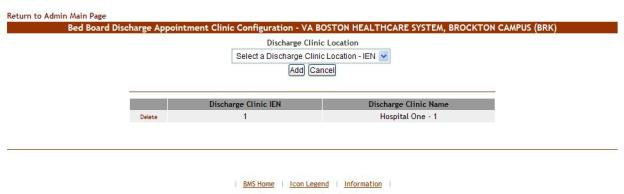 Return to Admin Main Page
Bed Board Discharge Appointment Clinic Configuration - VA BOSTON HEALTHCARE SYSTEM, BROCKTON CAMPUS (BRK)
Discharge Clinic Location
Select a Discharge Clinic Location - IEN
Add Cancel
Discharge Clinic IEN Discharge Clinic Name
Delete 1 Hospital One - 1
| BMS Home | Icon Legend | Information |